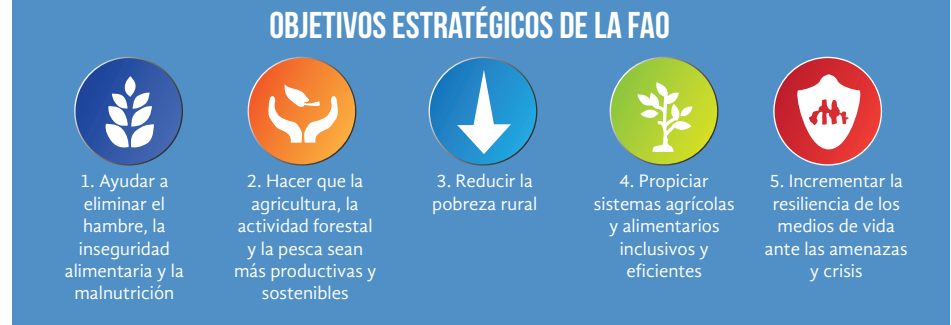 OBJETIVOS ESTRATÉGICOS DE LA FAO
1. Ayudar a
eliminar el
hambre, la
inseguridad
alimentaria y la
malnutrición
2. Hacer que la
agricultura, la
actividad forestal
y la pesca sean
más productivas y
sostenibles
3. Reducir la
pobreza rural
4. Propiciar
sistemas agrícolas
y alimentarios
inclusivos y
eficientes
5. Incrementar la
resiliencia de los
medios de vida
ante las amenazas
y crisis